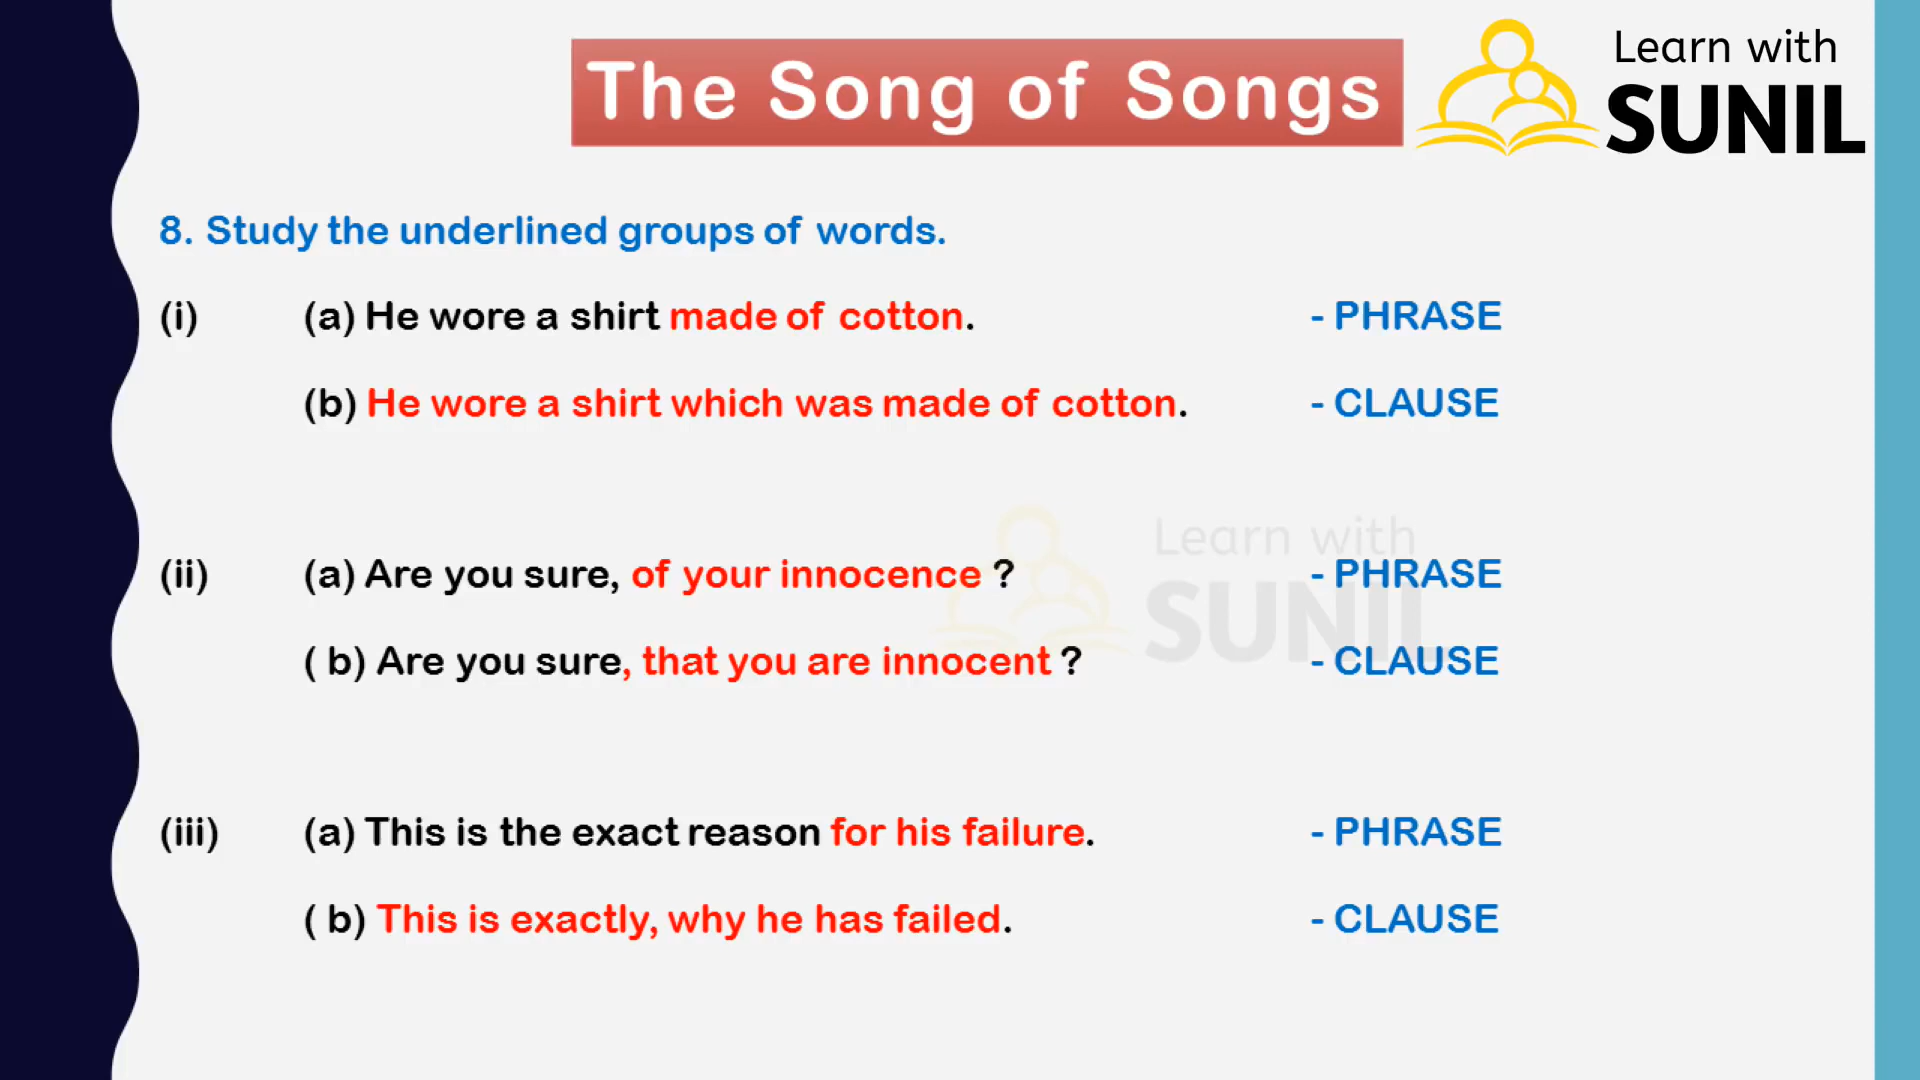 The Song of Songs
Learn with
SUNIL
8. Study the underlined groups of words.
(i) (a) He wore a shirt made of cotton. - PHRASE
(b) He wore a shirt which was made of cotton. - CLAUSE
Learn with
SUNIL
(ii) (a) Are you sure, of your innocence ? - PHRASE
( b) Are you sure, that you are innocent ? - CLAUSE
(iii) (a) This is the exact reason for his failure. - PHRASE
( b) This is exactly, why he has failed. - CLAUSE